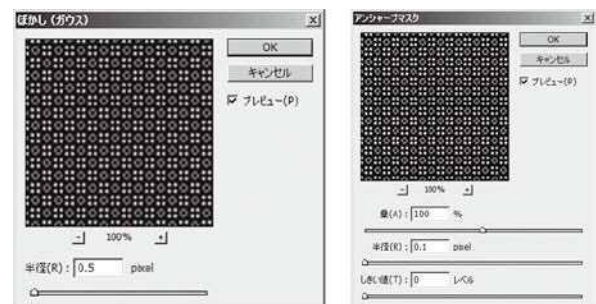 ぼかし (ガウス)
OK
キャンセル
プレビュー(P)
- 100% +
半径(R) : 0.5 pixel
アンシャープマスク
OK
キャンセル
プレビュー(P)
- 100% +
量(A) : 100 %
半径(R) : 0.1 pixel
しきい値(T) : 0 レベル